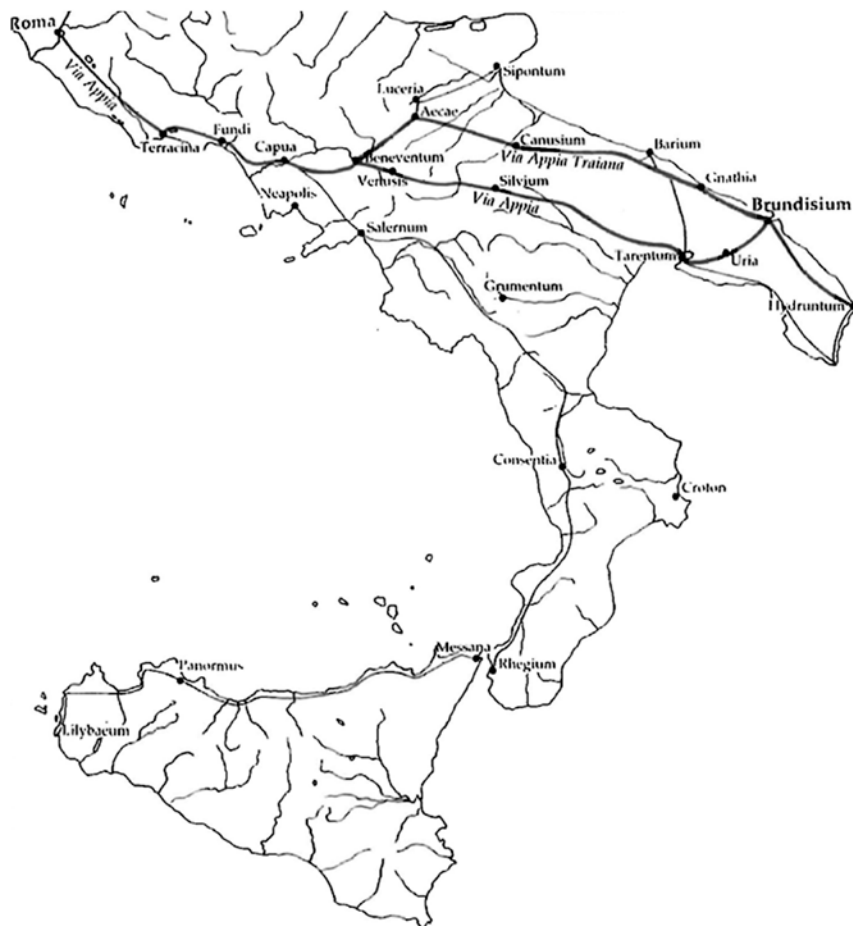 Roma
Via Appia
Terracina
Fundi
Capua
Neapolis
Luceria
Aecae
Sipontum
Beneventum
Venusis
Canusium
Via Appia Traiana
Barium
Gnathia
Silvium
Via Appia
Brundisium
Salernum
Tarentum
Uria
Grumentum
Hydruntum
Consentia
Croton
Messana
Rhegium
Panormus
Lilybaeum